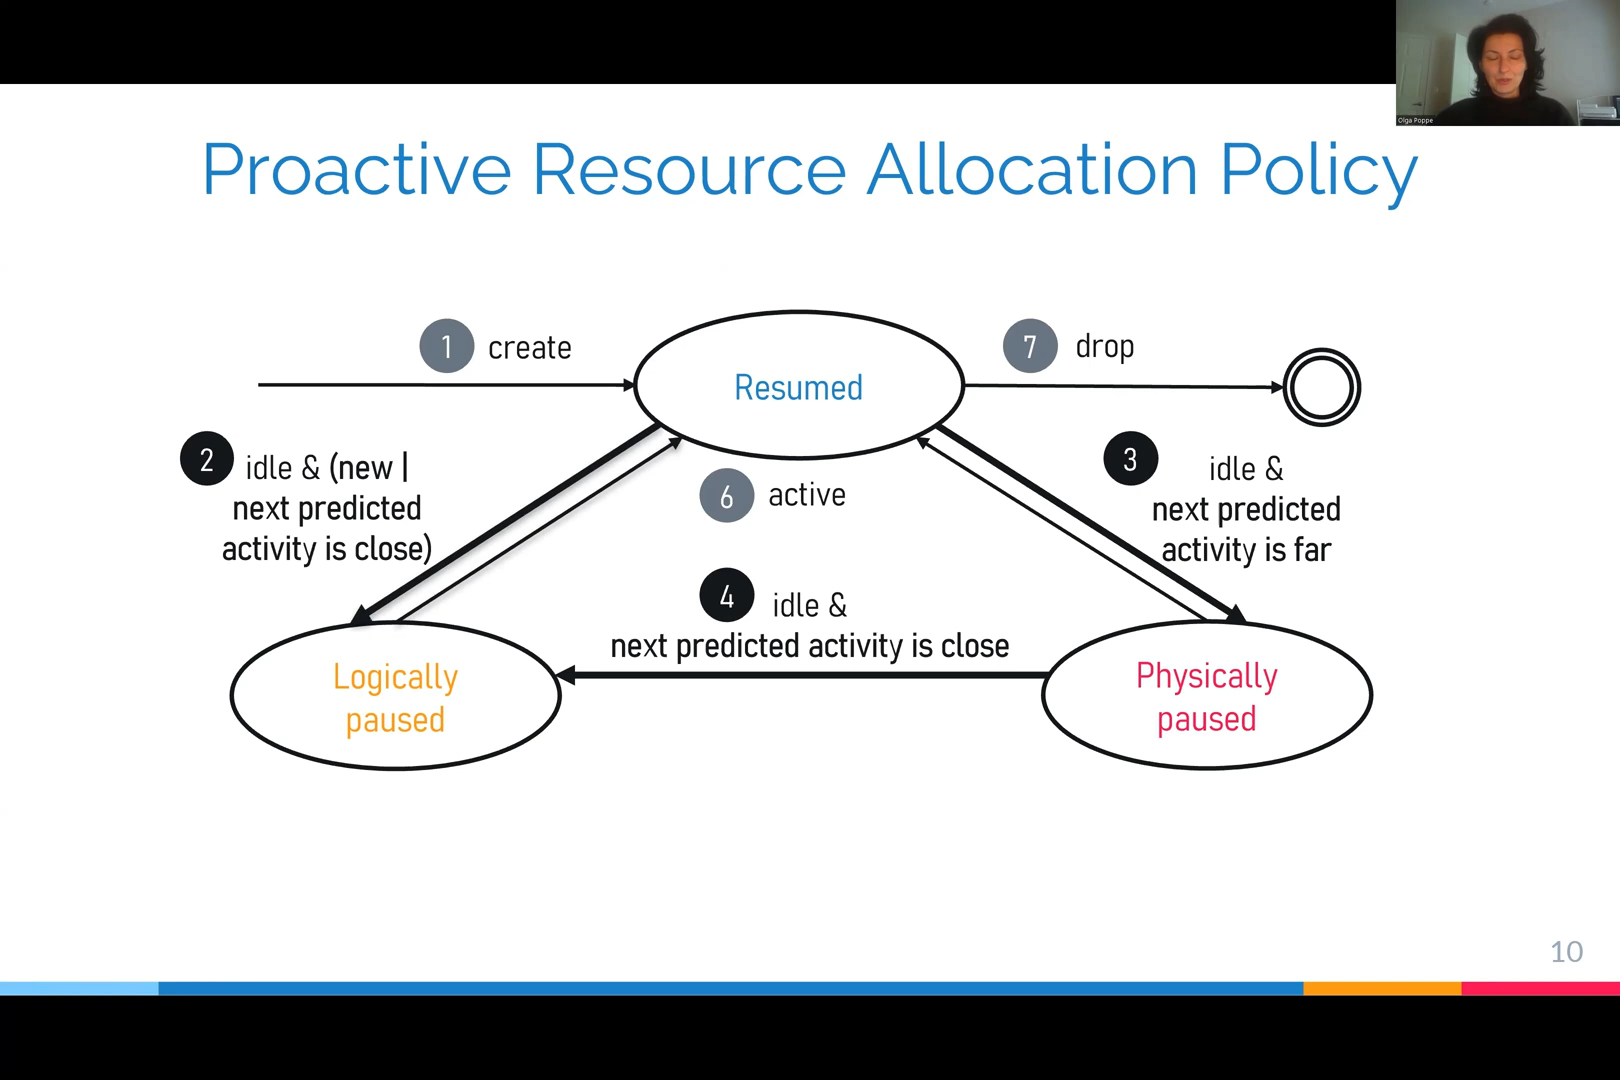 Olga Poppe
Proactive Resource Allocation Policy
1 create
Resumed
7 drop
2 idle & (new |
next predicted
activity is close)
6 active
3 idle &
next predicted
activity is far
4 idle &
next predicted activity is close
Logically
paused
Physically
paused
10